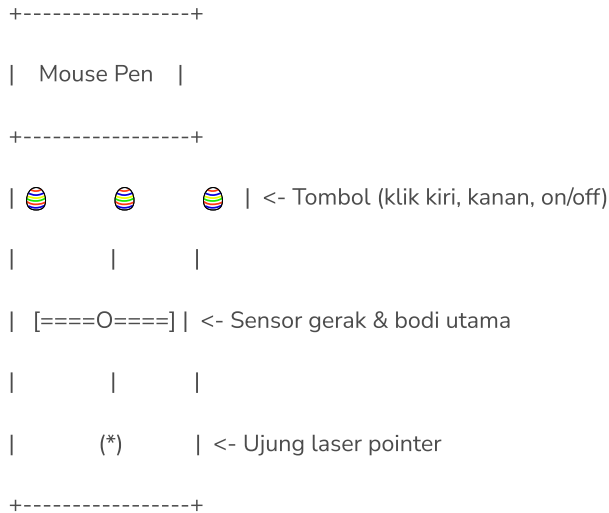 +-----------------+
|    Mouse Pen    |
+-----------------+
| 🥚 🥚 🥚 | <- Tombol (klik kiri, kanan, on/off)
|                |             |
|   [====O====] |  <- Sensor gerak & bodi utama
|                |             |
|              (*)            |  <- Ujung laser pointer
+-----------------+